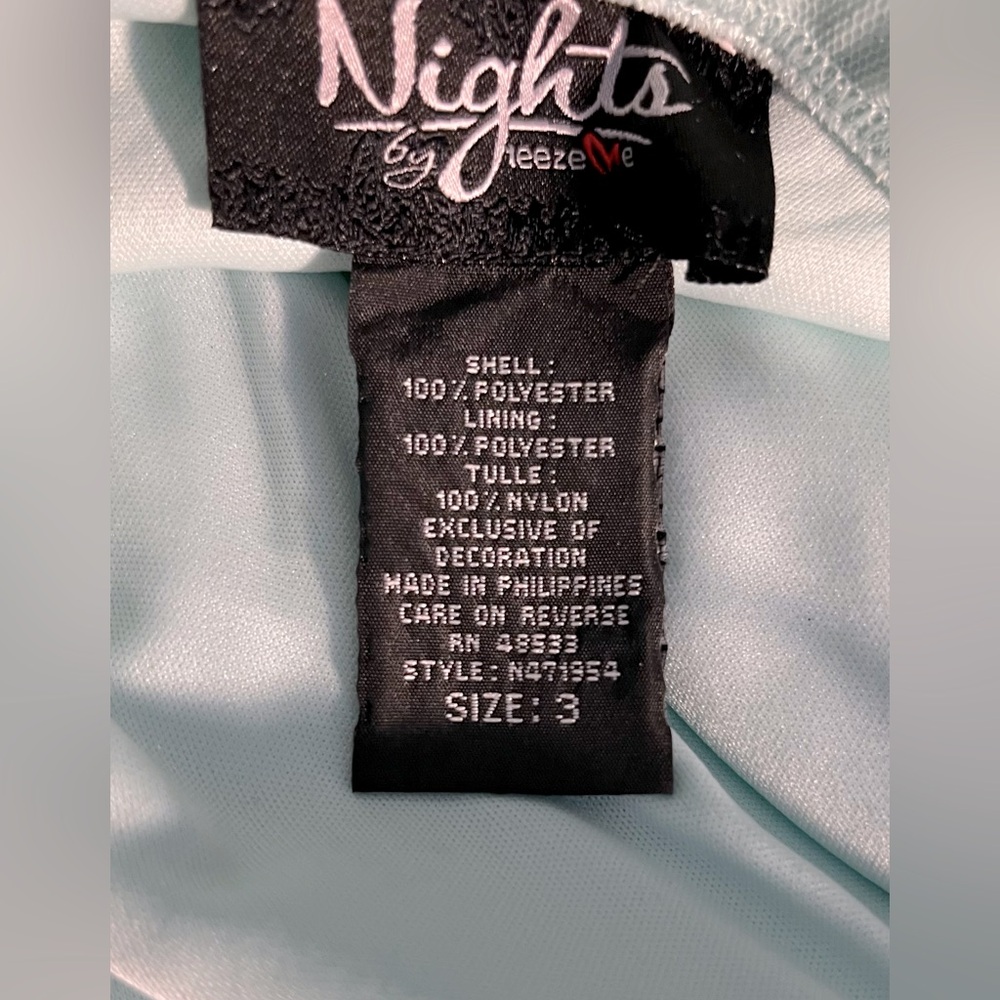 Nights
by ieezeMe
SHELL:
100% POLYESTER
LINING:
100% POLYESTER
TULLE:
100% NYLON
EXCLUSIVE OF
DECORATION
MADE IN PHILIPPINES
CARE ON REVERSE
RN 48533
STYLE: N471954
SIZE: 3